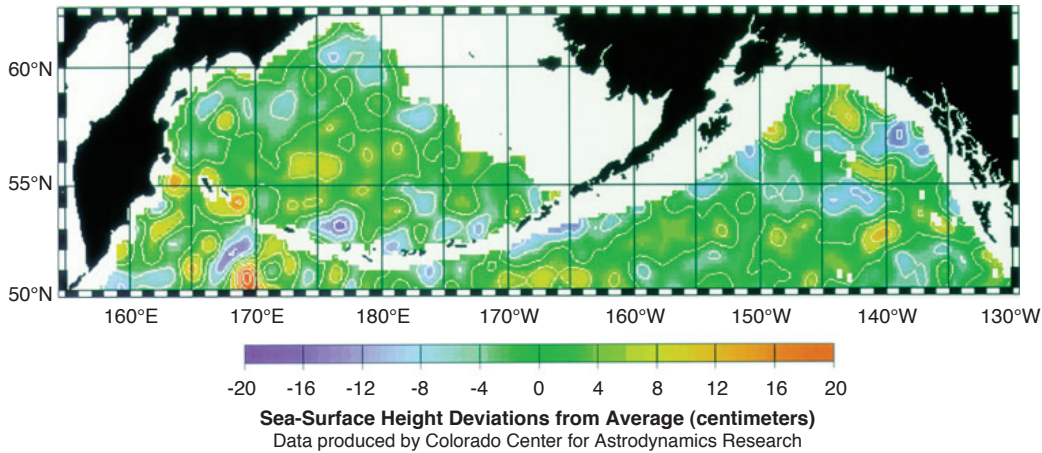 60°N
55°N
50°N
160°E 170°E 180°E 170°W 160°W 150°W 140°W 130°W
-20 -16 -12 -8 -4 0 4 8 12 16 20
Sea-Surface Height Deviations from Average (centimeters)
Data produced by Colorado Center for Astrodynamics Research